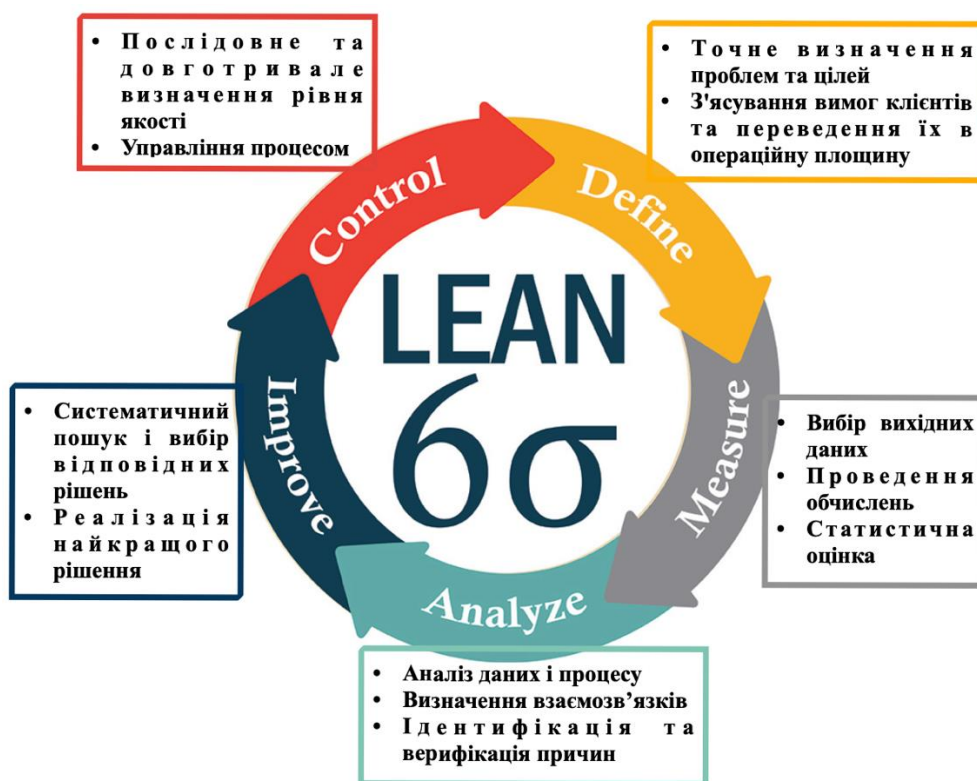 • Послідовне та
довготривале
визначення рівня
якості
• Управління процесом
• Точне визначення
проблем та цілей
• З'ясування вимог клієнтів
та переведення їх в
операційну площину
Control
Define
LEAN
6σ
Improve
Measure
Analyze
• Систематичний
пошук і вибір
відповідних
рішень
• Реалізація
найкращого
рішення
• Вибір вихідних
даних
• Проведення
обчислень
• Статистична
оцінка
• Аналіз даних і процесу
• Визначення взаємозв’язків
• Ідентифікація та
верифікація причин